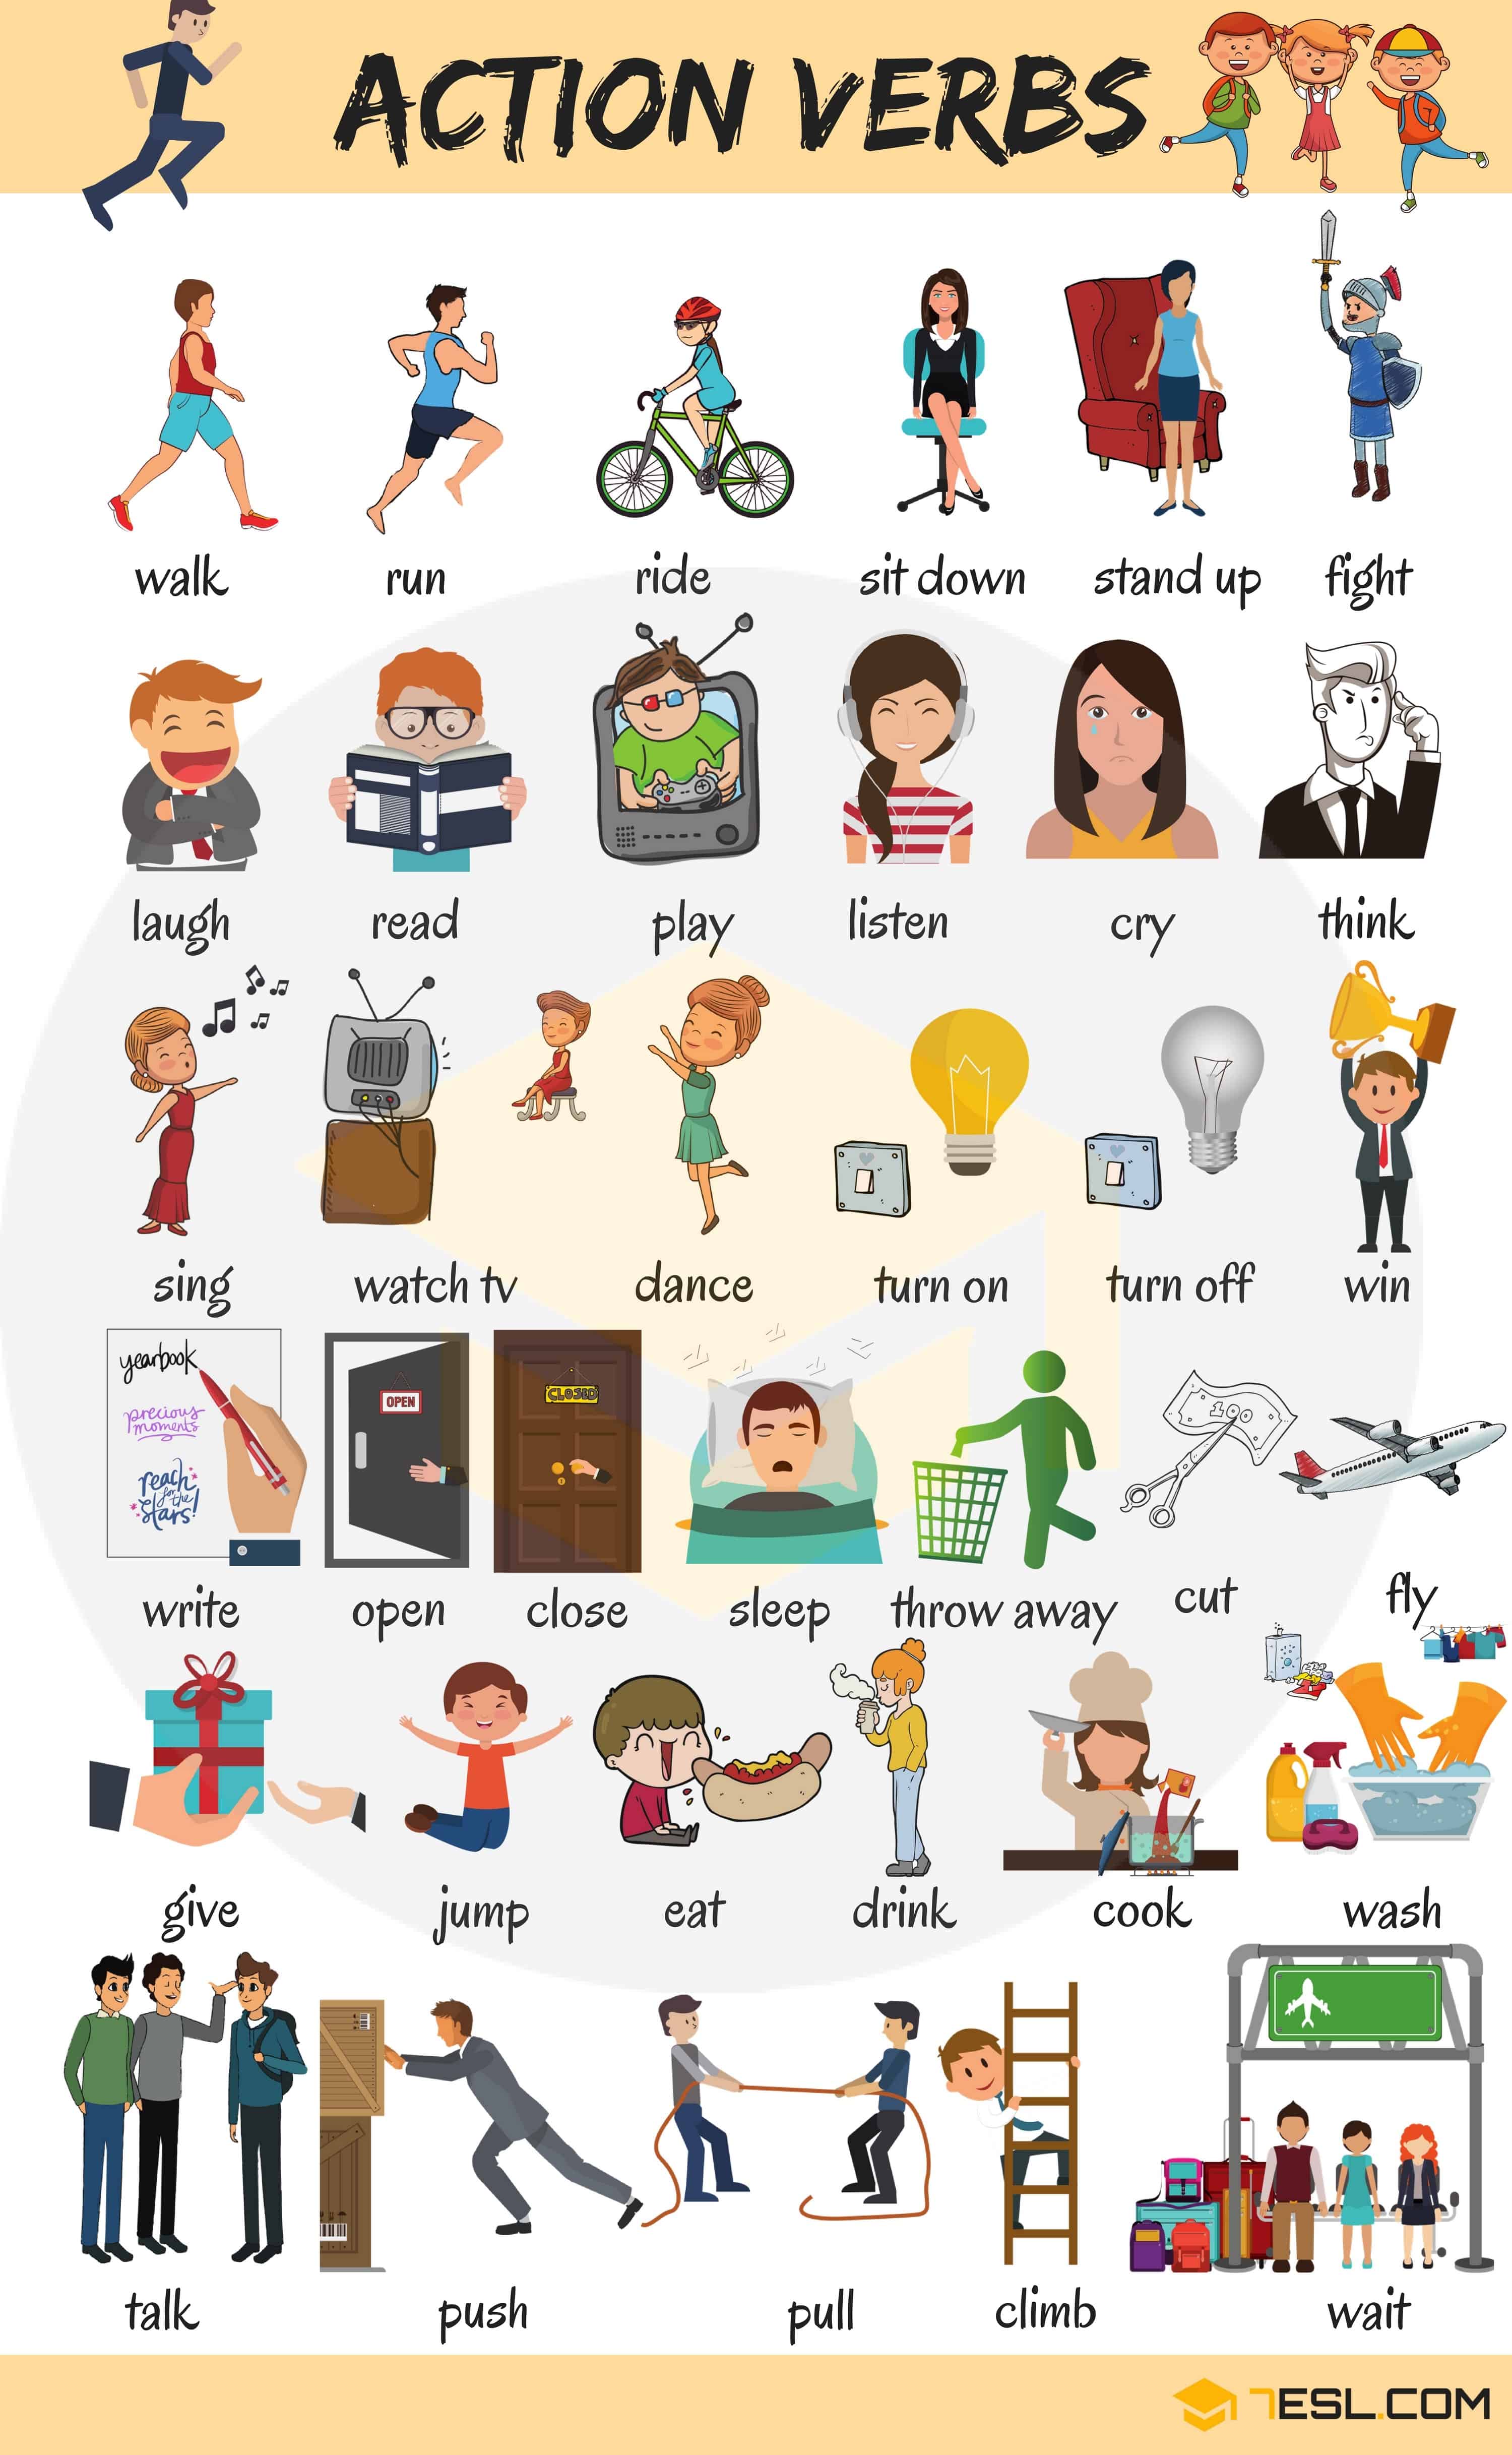 ACTION VERBS
walk run ride sit down stand up fight
laugh read play listen cry think
100
sing watch tv dance turn on turn off win
yearbook
precious
moments
reach
for the
stars!
OPEN
CLOSED
write open close sleep throw away cut fly
give jump eat drink cook wash
talk push pull climb wait
7ESL.COM